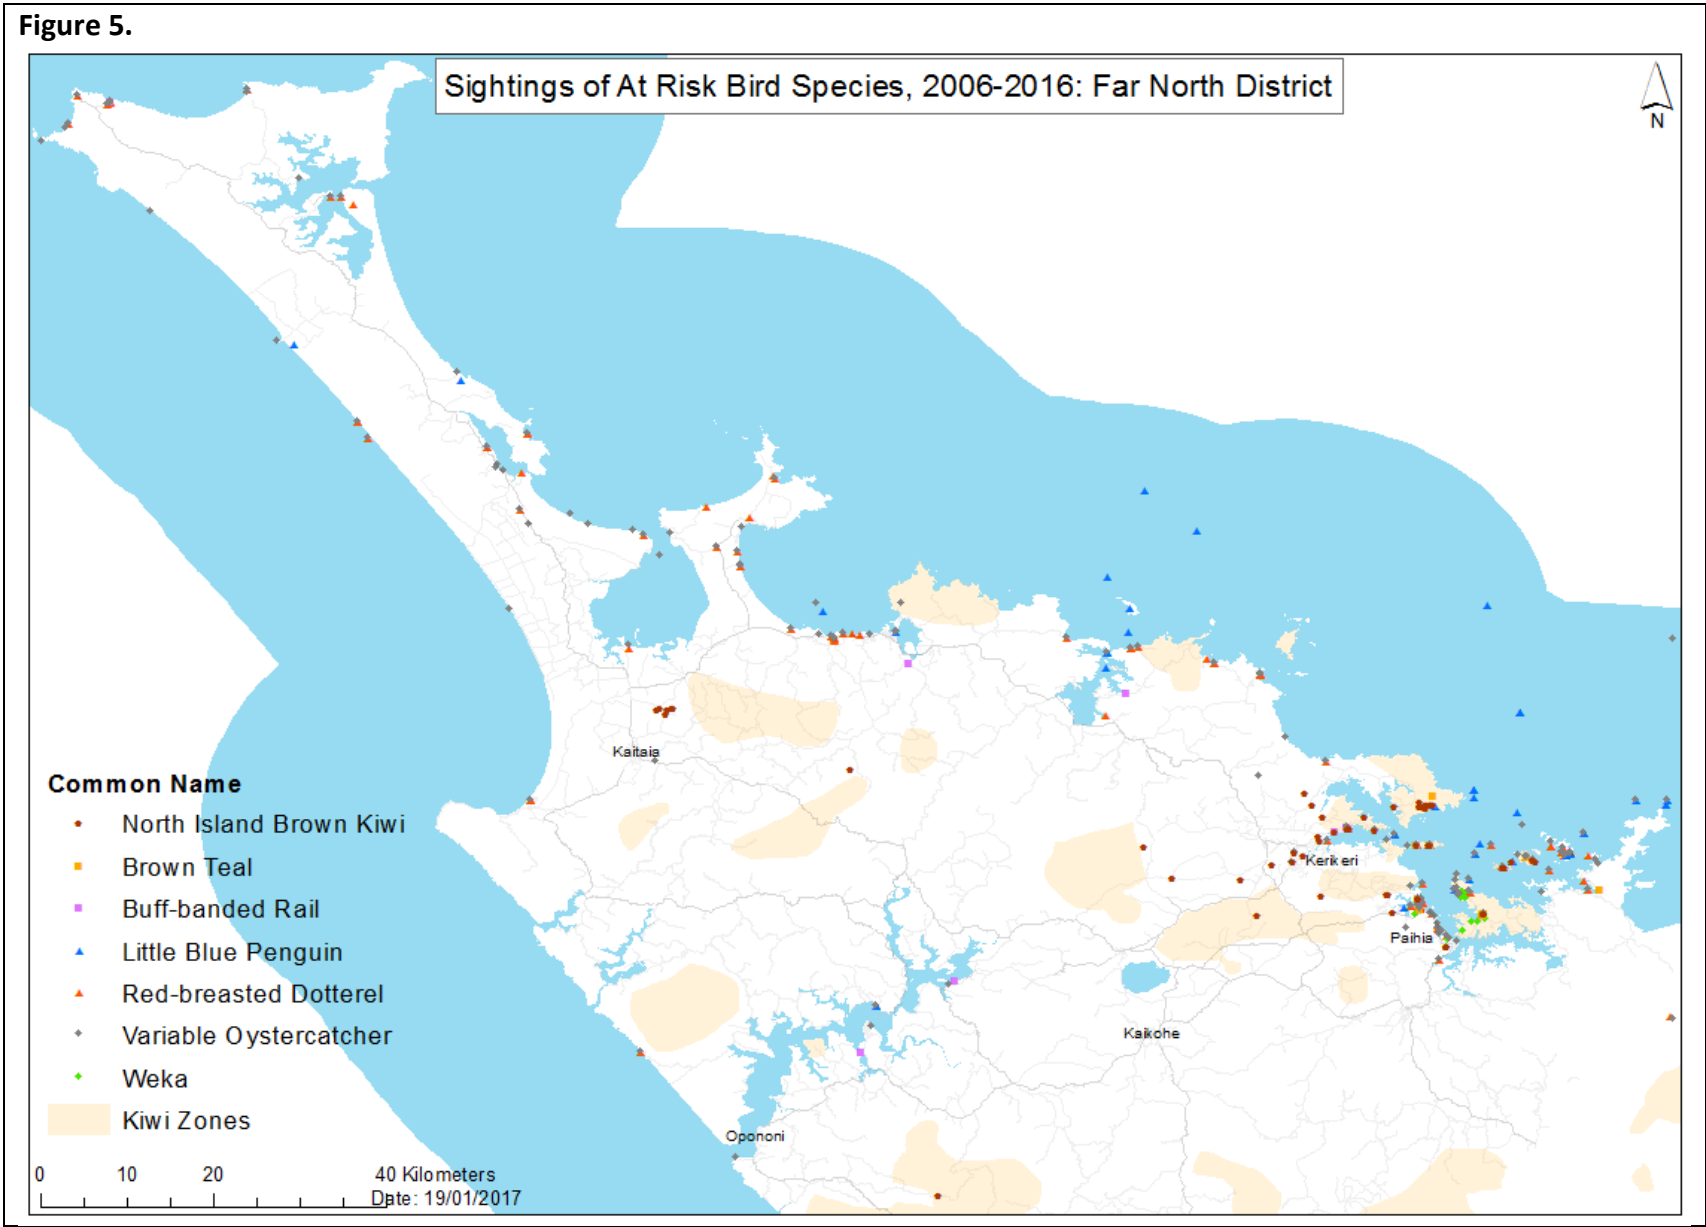 Figure 5.
Sightings of At Risk Bird Species, 2006-2016: Far North District
N
Kaitaia
Kerikeri
Paihia
Kaikohe
Opononi
Common Name
North Island Brown Kiwi
Brown Teal
Buff-banded Rail
Little Blue Penguin
Red-breasted Dotterel
Variable Oystercatcher
Weka
Kiwi Zones
0 10 20 40 Kilometers
Date: 19/01/2017